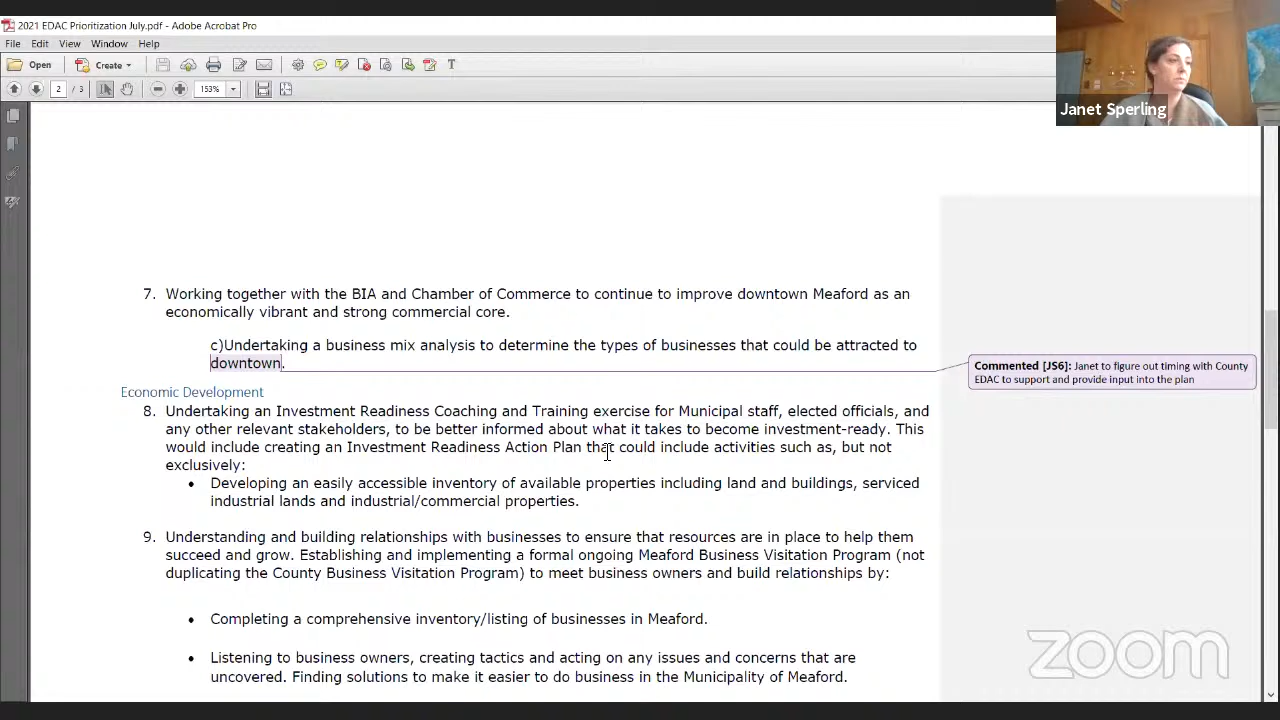 2021 EDAC Prioritization July.pdf - Adobe Acrobat Pro
File Edit View Window Help
Open Create
2 / 3 153%
Janet Sperling
7. Working together with the BIA and Chamber of Commerce to continue to improve downtown Meaford as an
economically vibrant and strong commercial core.
c)Undertaking a business mix analysis to determine the types of businesses that could be attracted to
downtown.
Commented [JS6]: Janet to figure out timing with County
EDAC to support and provide input into the plan
Economic Development
8. Undertaking an Investment Readiness Coaching and Training exercise for Municipal staff, elected officials, and
any other relevant stakeholders, to be better informed about what it takes to become investment-ready. This
would include creating an Investment Readiness Action Plan that could include activities such as, but not
exclusively:
• Developing an easily accessible inventory of available properties including land and buildings, serviced
industrial lands and industrial/commercial properties.
9. Understanding and building relationships with businesses to ensure that resources are in place to help them
succeed and grow. Establishing and implementing a formal ongoing Meaford Business Visitation Program (not
duplicating the County Business Visitation Program) to meet business owners and build relationships by:
• Completing a comprehensive inventory/listing of businesses in Meaford.
• Listening to business owners, creating tactics and acting on any issues and concerns that are
uncovered. Finding solutions to make it easier to do business in the Municipality of Meaford.
zoom